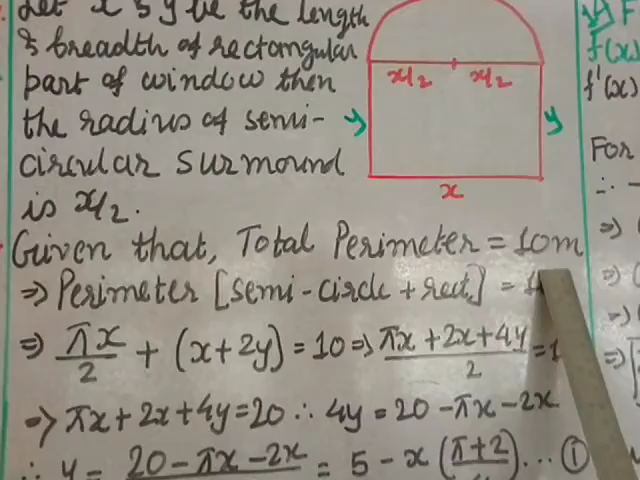 Let x & y be the length
& breadth of rectangular
part of window then
the radius of semi-
circular surmound
is x/2.
x/2 x/2
y y
x
Given that, Total Perimeter = 10m
⇒ Perimeter [semi-circle + rect.] =
⇒ πx/2 + (x+2y) = 10 ⇒ (πx+2x+4y)/2 =
⇒ πx+2x+4y=20 ∴ 4y = 20-πx-2x
∴ y = (20-πx-2x) = 5 - x(π+2) ... ①
f(x)
f'(x)
For
∴
⇒
⇒
⇒
⇒